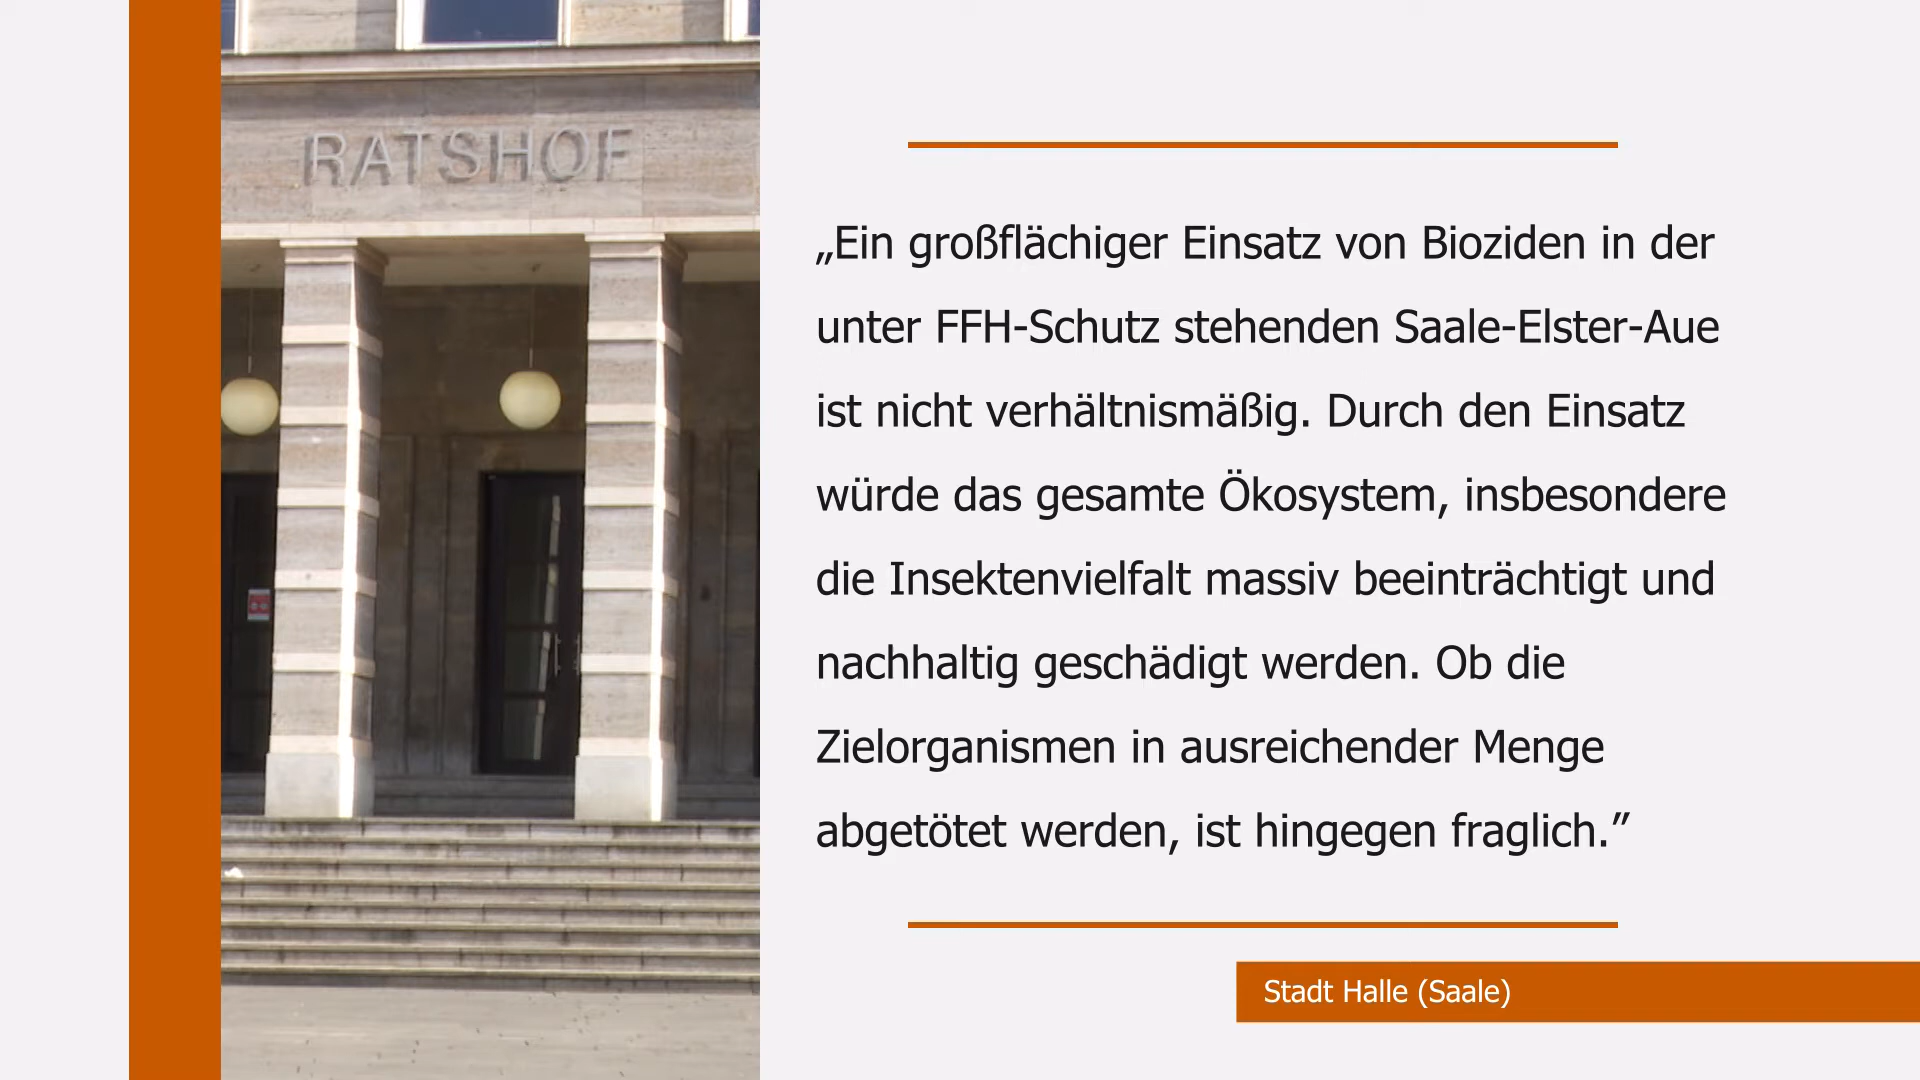 RATSHOF
„Ein großflächiger Einsatz von Bioziden in der
unter FFH-Schutz stehenden Saale-Elster-Aue
ist nicht verhältnismäßig. Durch den Einsatz
würde das gesamte Ökosystem, insbesondere
die Insektenvielfalt massiv beeinträchtigt und
nachhaltig geschädigt werden. Ob die
Zielorganismen in ausreichender Menge
abgetötet werden, ist hingegen fraglich.”
Stadt Halle (Saale)